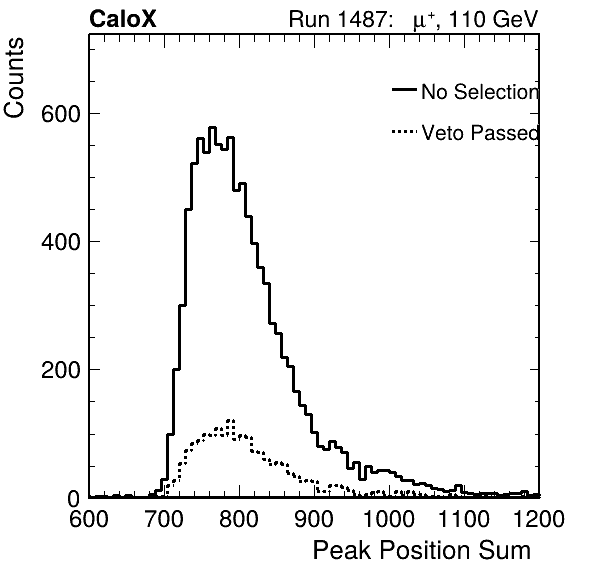 CaloX Run 1487: μ⁺, 110 GeV
Counts
No Selection
Veto Passed
600
400
200
0
600 700 800 900 1000 1100 1200
Peak Position Sum